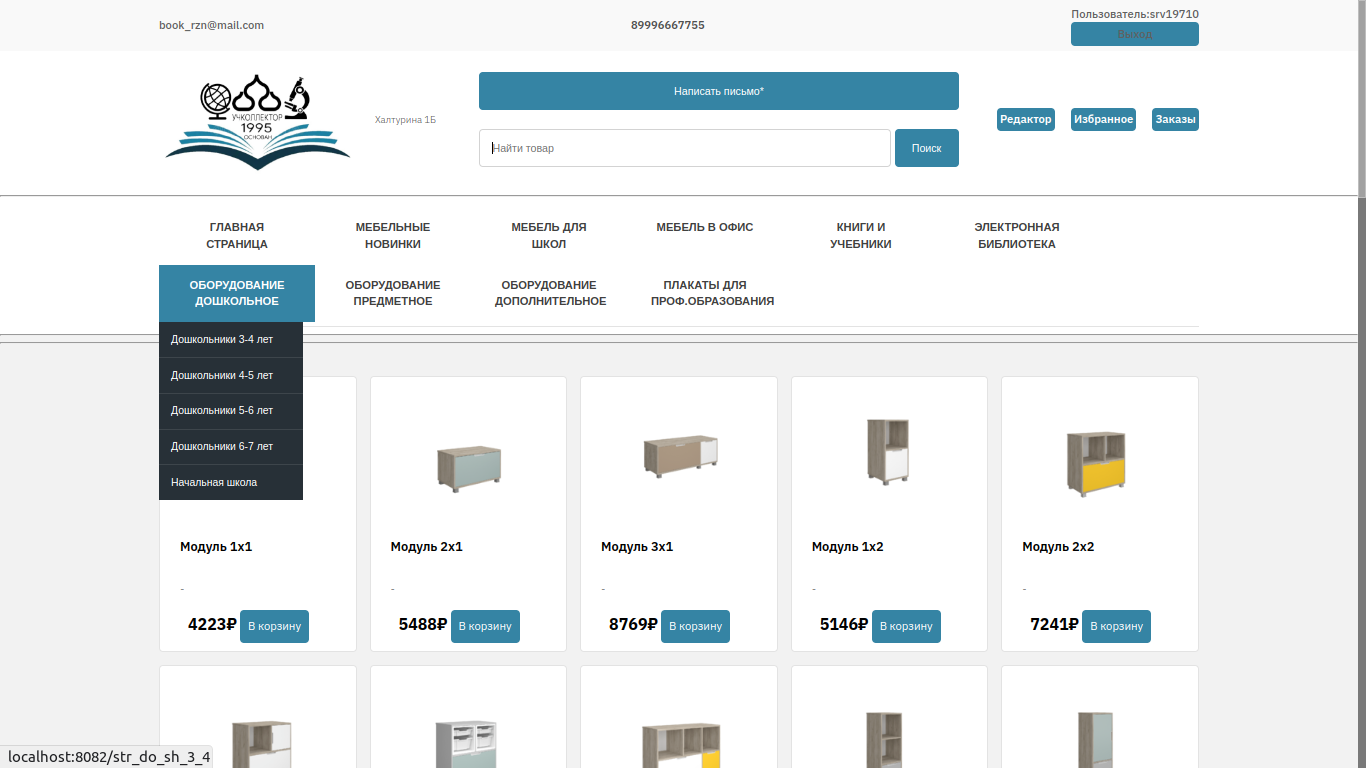 book_rzn@mail.com
89996667755
Пользователь:srv19710
Выход
УЧКОЛЛЕКТОР
1995
ОСНОВАН
Халтурина 1Б
Написать письмо*
Найти товар
Поиск
Редактор
Избранное
Заказы
ГЛАВНАЯ
СТРАНИЦА
МЕБЕЛЬНЫЕ
НОВИНКИ
МЕБЕЛЬ ДЛЯ
ШКОЛ
МЕБЕЛЬ В ОФИС
КНИГИ И
УЧЕБНИКИ
ЭЛЕКТРОННАЯ
БИБЛИОТЕКА
ОБОРУДОВАНИЕ
ДОШКОЛЬНОЕ
ОБОРУДОВАНИЕ
ПРЕДМЕТНОЕ
ОБОРУДОВАНИЕ
ДОПОЛНИТЕЛЬНОЕ
ПЛАКАТЫ ДЛЯ
ПРОФ.ОБРАЗОВАНИЯ
Дошкольники 3-4 лет
Дошкольники 4-5 лет
Дошкольники 5-6 лет
Дошкольники 6-7 лет
Начальная школа
Модуль 1х1
-
4223₽ В корзину
Модуль 2х1
-
5488₽ В корзину
Модуль 3х1
-
8769₽ В корзину
Модуль 1х2
-
5146₽ В корзину
Модуль 2х2
-
7241₽ В корзину
localhost:8082/str_do_sh_3_4